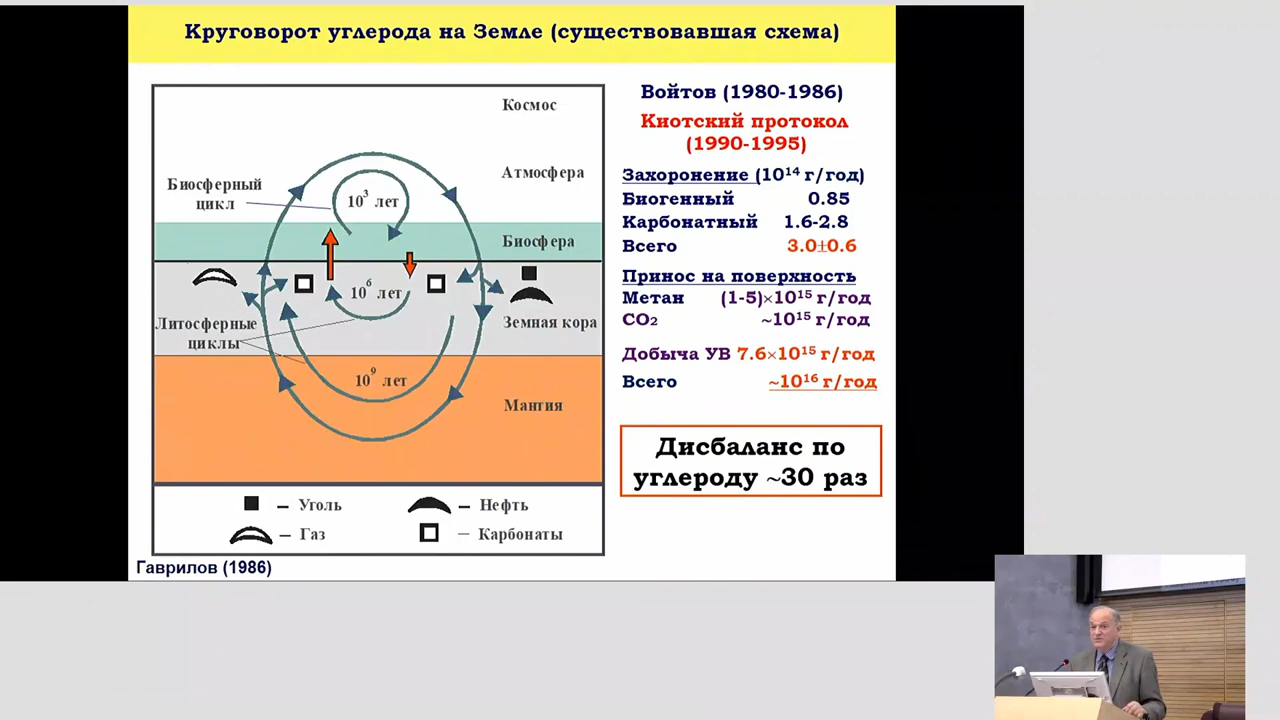 Круговорот углерода на Земле (существовавшая схема)
Космос
Атмосфера
Биосферный
цикл
10³ лет
Биосфера
10⁶ лет
Литосферные
циклы
Земная кора
10⁹ лет
Мантия
– Уголь
– Нефть
– Газ
– Карбонаты
Гаврилов (1986)
Войтов (1980-1986)
Киотский протокол
(1990-1995)
Захоронение (10¹⁴ г/год)
Биогенный 0.85
Карбонатный 1.6-2.8
Всего 3.0±0.6
Принос на поверхность
Метан (1-5)×10¹⁵ г/год
CO₂ ~10¹⁵ г/год
Добыча УВ 7.6×10¹⁵ г/год
Всего ~10¹⁶ г/год
Дисбаланс по
углероду ~30 раз